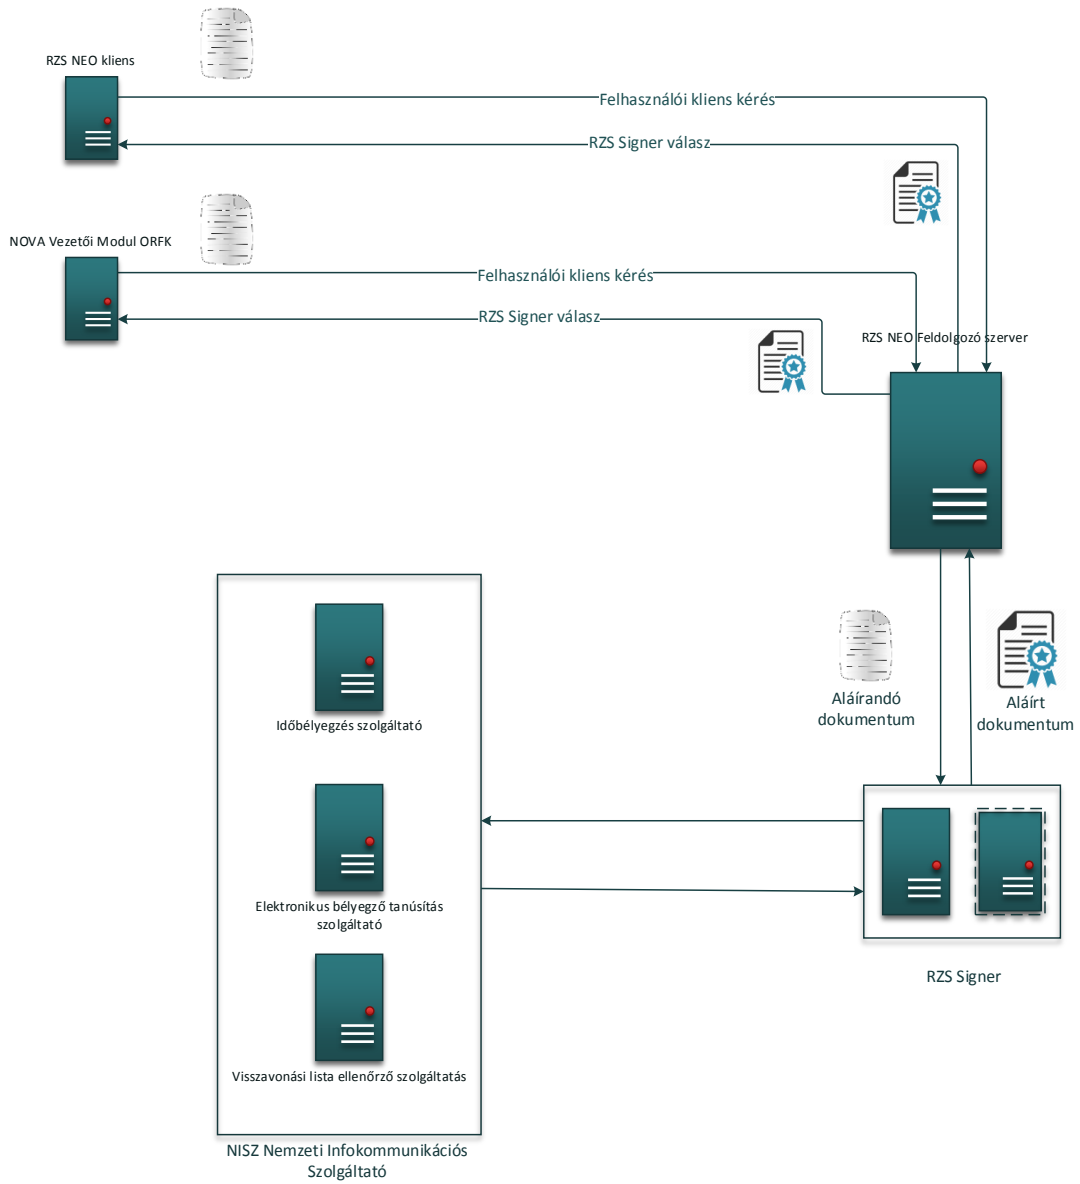 RZS NEO kliens
Felhasználói kliens kérés
RZS Signer válasz
NOVA Vezetői Modul ORFK
Felhasználói kliens kérés
RZS Signer válasz
RZS NEO Feldolgozó szerver
Aláírandó
dokumentum
Aláírt
dokumentum
Időbélyegzés szolgáltató
Elektronikus bélyegző tanúsítás
szolgáltató
RZS Signer
Visszavonási lista ellenőrző szolgáltatás
NISZ Nemzeti Infokommunikációs
Szolgáltató